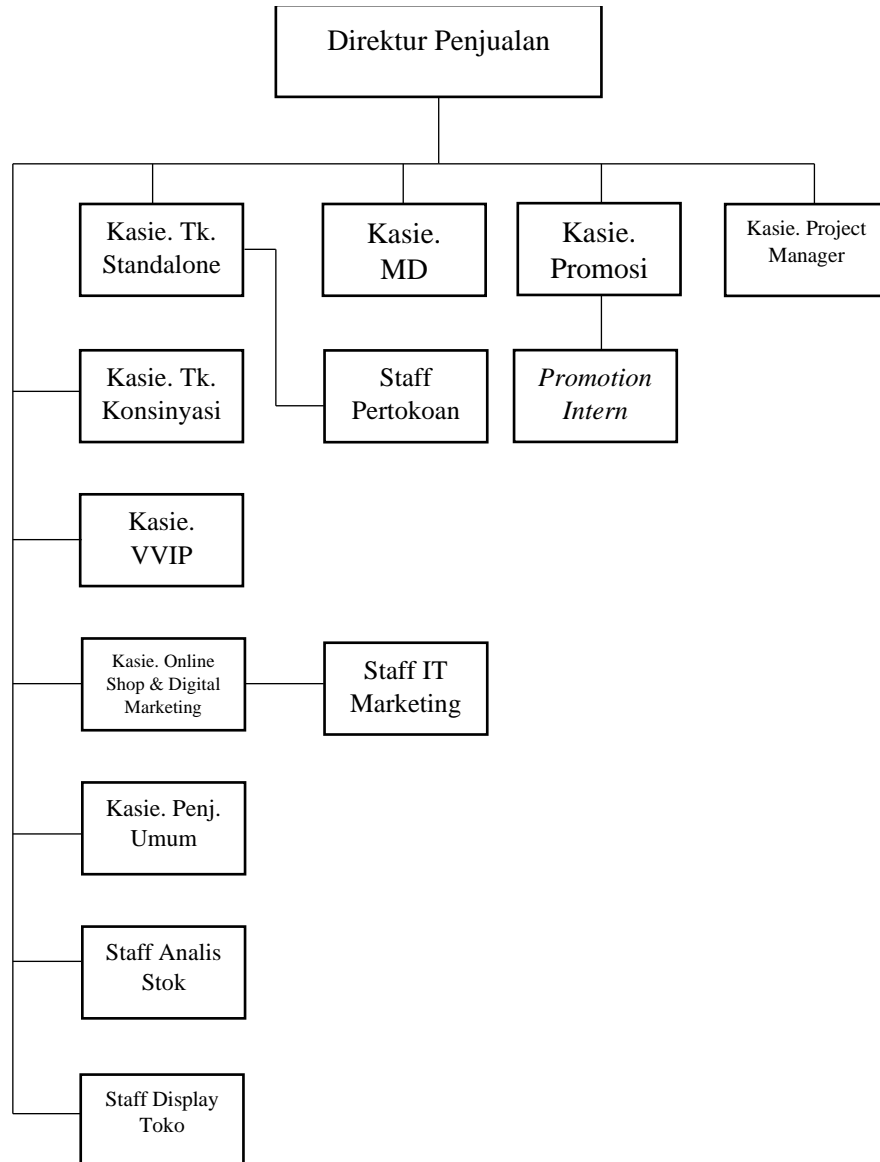 Direktur Penjualan
Kasie. Tk.
Standalone
Kasie.
MD
Kasie.
Promosi
Kasie. Project
Manager
Kasie. Tk.
Konsinyasi
Staff
Pertokoan
Promotion
Intern
Kasie.
VVIP
Kasie. Online
Shop & Digital
Marketing
Staff IT
Marketing
Kasie. Penj.
Umum
Staff Analis
Stok
Staff Display
Toko